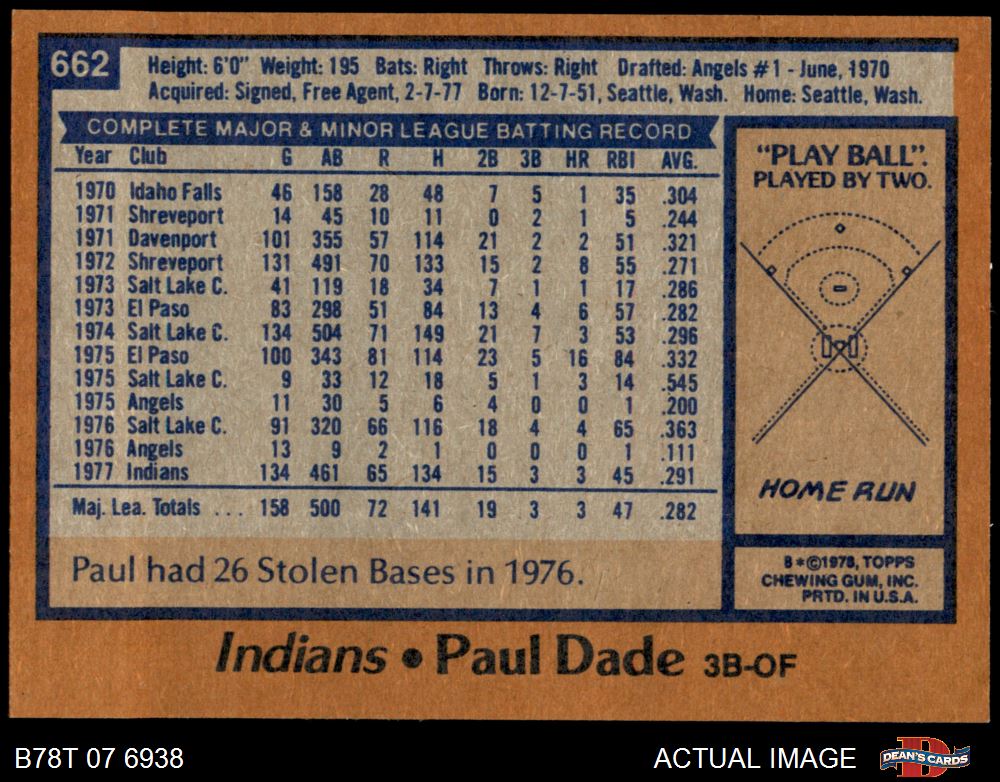 662
Height: 6'0" Weight: 195 Bats: Right Throws: Right Drafted: Angels #1 - June, 1970
Acquired: Signed, Free Agent, 2-7-77 Born: 12-7-51, Seattle, Wash. Home: Seattle, Wash.
COMPLETE MAJOR & MINOR LEAGUE BATTING RECORD
Year Club G AB R H 2B 3B HR RBI AVG.
1970 Idaho Falls 46 158 28 48 7 5 1 35 .304
1971 Shreveport 14 45 10 11 0 2 1 5 .244
1971 Davenport 101 355 57 114 21 2 2 51 .321
1972 Shreveport 131 491 70 133 15 2 8 55 .271
1973 Salt Lake C. 41 119 18 34 7 1 1 17 .286
1973 El Paso 83 298 51 84 13 4 6 57 .282
1974 Salt Lake C. 134 504 71 149 21 7 3 53 .296
1975 El Paso 100 343 81 114 23 5 16 84 .332
1975 Salt Lake C. 9 33 12 18 5 1 3 14 .545
1975 Angels 11 30 5 6 4 0 0 1 .200
1976 Salt Lake C. 91 320 66 116 18 4 4 65 .363
1976 Angels 13 9 2 1 0 0 0 1 .111
1977 Indians 134 461 65 134 15 3 3 45 .291
Maj. Lea. Totals ... 158 500 72 141 19 3 3 47 .282
Paul had 26 Stolen Bases in 1976.
"PLAY BALL".
PLAYED BY TWO.
HOME RUN
B*©1978, TOPPS
CHEWING GUM, INC.
PRTD. IN U.S.A.
Indians • Paul Dade 3B-OF
B78T 07 6938
ACTUAL IMAGE
DEAN'S CARDS